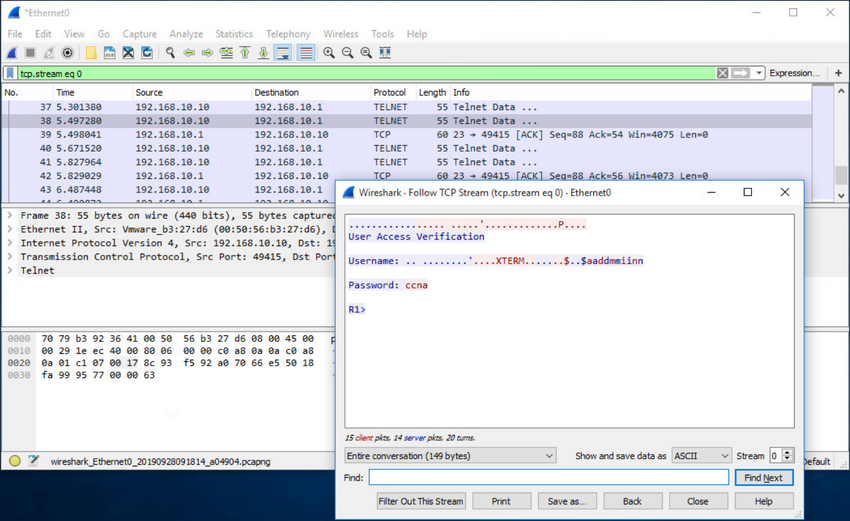 *Ethernet0
File Edit View Go Capture Analyze Statistics Telephony Wireless Tools Help
tcp.stream eq 0 Expression... +
No. Time Source Destination Protocol Length Info
37 5.301380 192.168.10.10 192.168.10.1 TELNET 55 Telnet Data ...
38 5.497280 192.168.10.10 192.168.10.1 TELNET 55 Telnet Data ...
39 5.498041 192.168.10.1 192.168.10.10 TCP 60 23 → 49415 [ACK] Seq=88 Ack=54 Win=4075 Len=0
40 5.671520 192.168.10.10 192.168.10.1 TELNET 55 Telnet Data ...
41 5.827964 192.168.10.10 192.168.10.1 TELNET 55 Telnet Data ...
42 5.829029 192.168.10.1 192.168.10.10 TCP 60 23 → 49415 [ACK] Seq=88 Ack=56 Win=4073 Len=0
43 6.487448 192.168.10.10
Frame 38: 55 bytes on wire (440 bits), 55 bytes captured
Ethernet II, Src: Vmware_b3:27:d6 (00:50:56:b3:27:d6), D
Internet Protocol Version 4, Src: 192.168.10.10, Dst: 19
Transmission Control Protocol, Src Port: 49415, Dst Port
Telnet
0000 70 79 b3 92 36 41 00 50 56 b3 27 d6 08 00 45 00 p
0010 00 29 1e ec 40 00 80 06 00 00 c0 a8 0a 0a c0 a8
0020 0a 01 c1 07 00 17 8c 93 f5 92 a0 70 66 e5 50 18
0030 fa 99 95 77 00 00 63
wireshark_Ethernet0_20190928091814_a04904.pcapng
Default
Wireshark · Follow TCP Stream (tcp.stream eq 0) · Ethernet0
.................. .....'.............P....
User Access Verification
Username: .. ........'....XTERM.......$..$aaddmmiinn
Password: ccna
R1>
15 client pkts, 14 server pkts, 20 turns.
Entire conversation (149 bytes) Show and save data as ASCII Stream 0
Find: Find Next
Filter Out This Stream Print Save as... Back Close Help